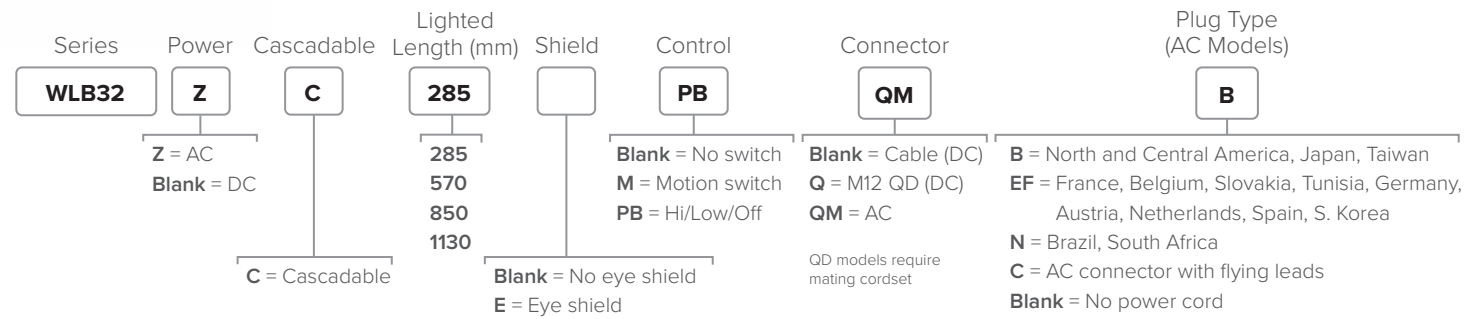 Series
Power
Cascadable
Lighted
Length (mm)
Shield
Control
Connector
Plug Type
(AC Models)
WLB32
Z
C
285
PB
QM
B
Z = AC
Blank = DC
C = Cascadable
285
570
850
1130
Blank = No eye shield
E = Eye shield
Blank = No switch
M = Motion switch
PB = Hi/Low/Off
Blank = Cable (DC)
Q = M12 QD (DC)
QM = AC
QD models require
mating cordset
B = North and Central America, Japan, Taiwan
EF = France, Belgium, Slovakia, Tunisia, Germany,
Austria, Netherlands, Spain, S. Korea
N = Brazil, South Africa
C = AC connector with flying leads
Blank = No power cord